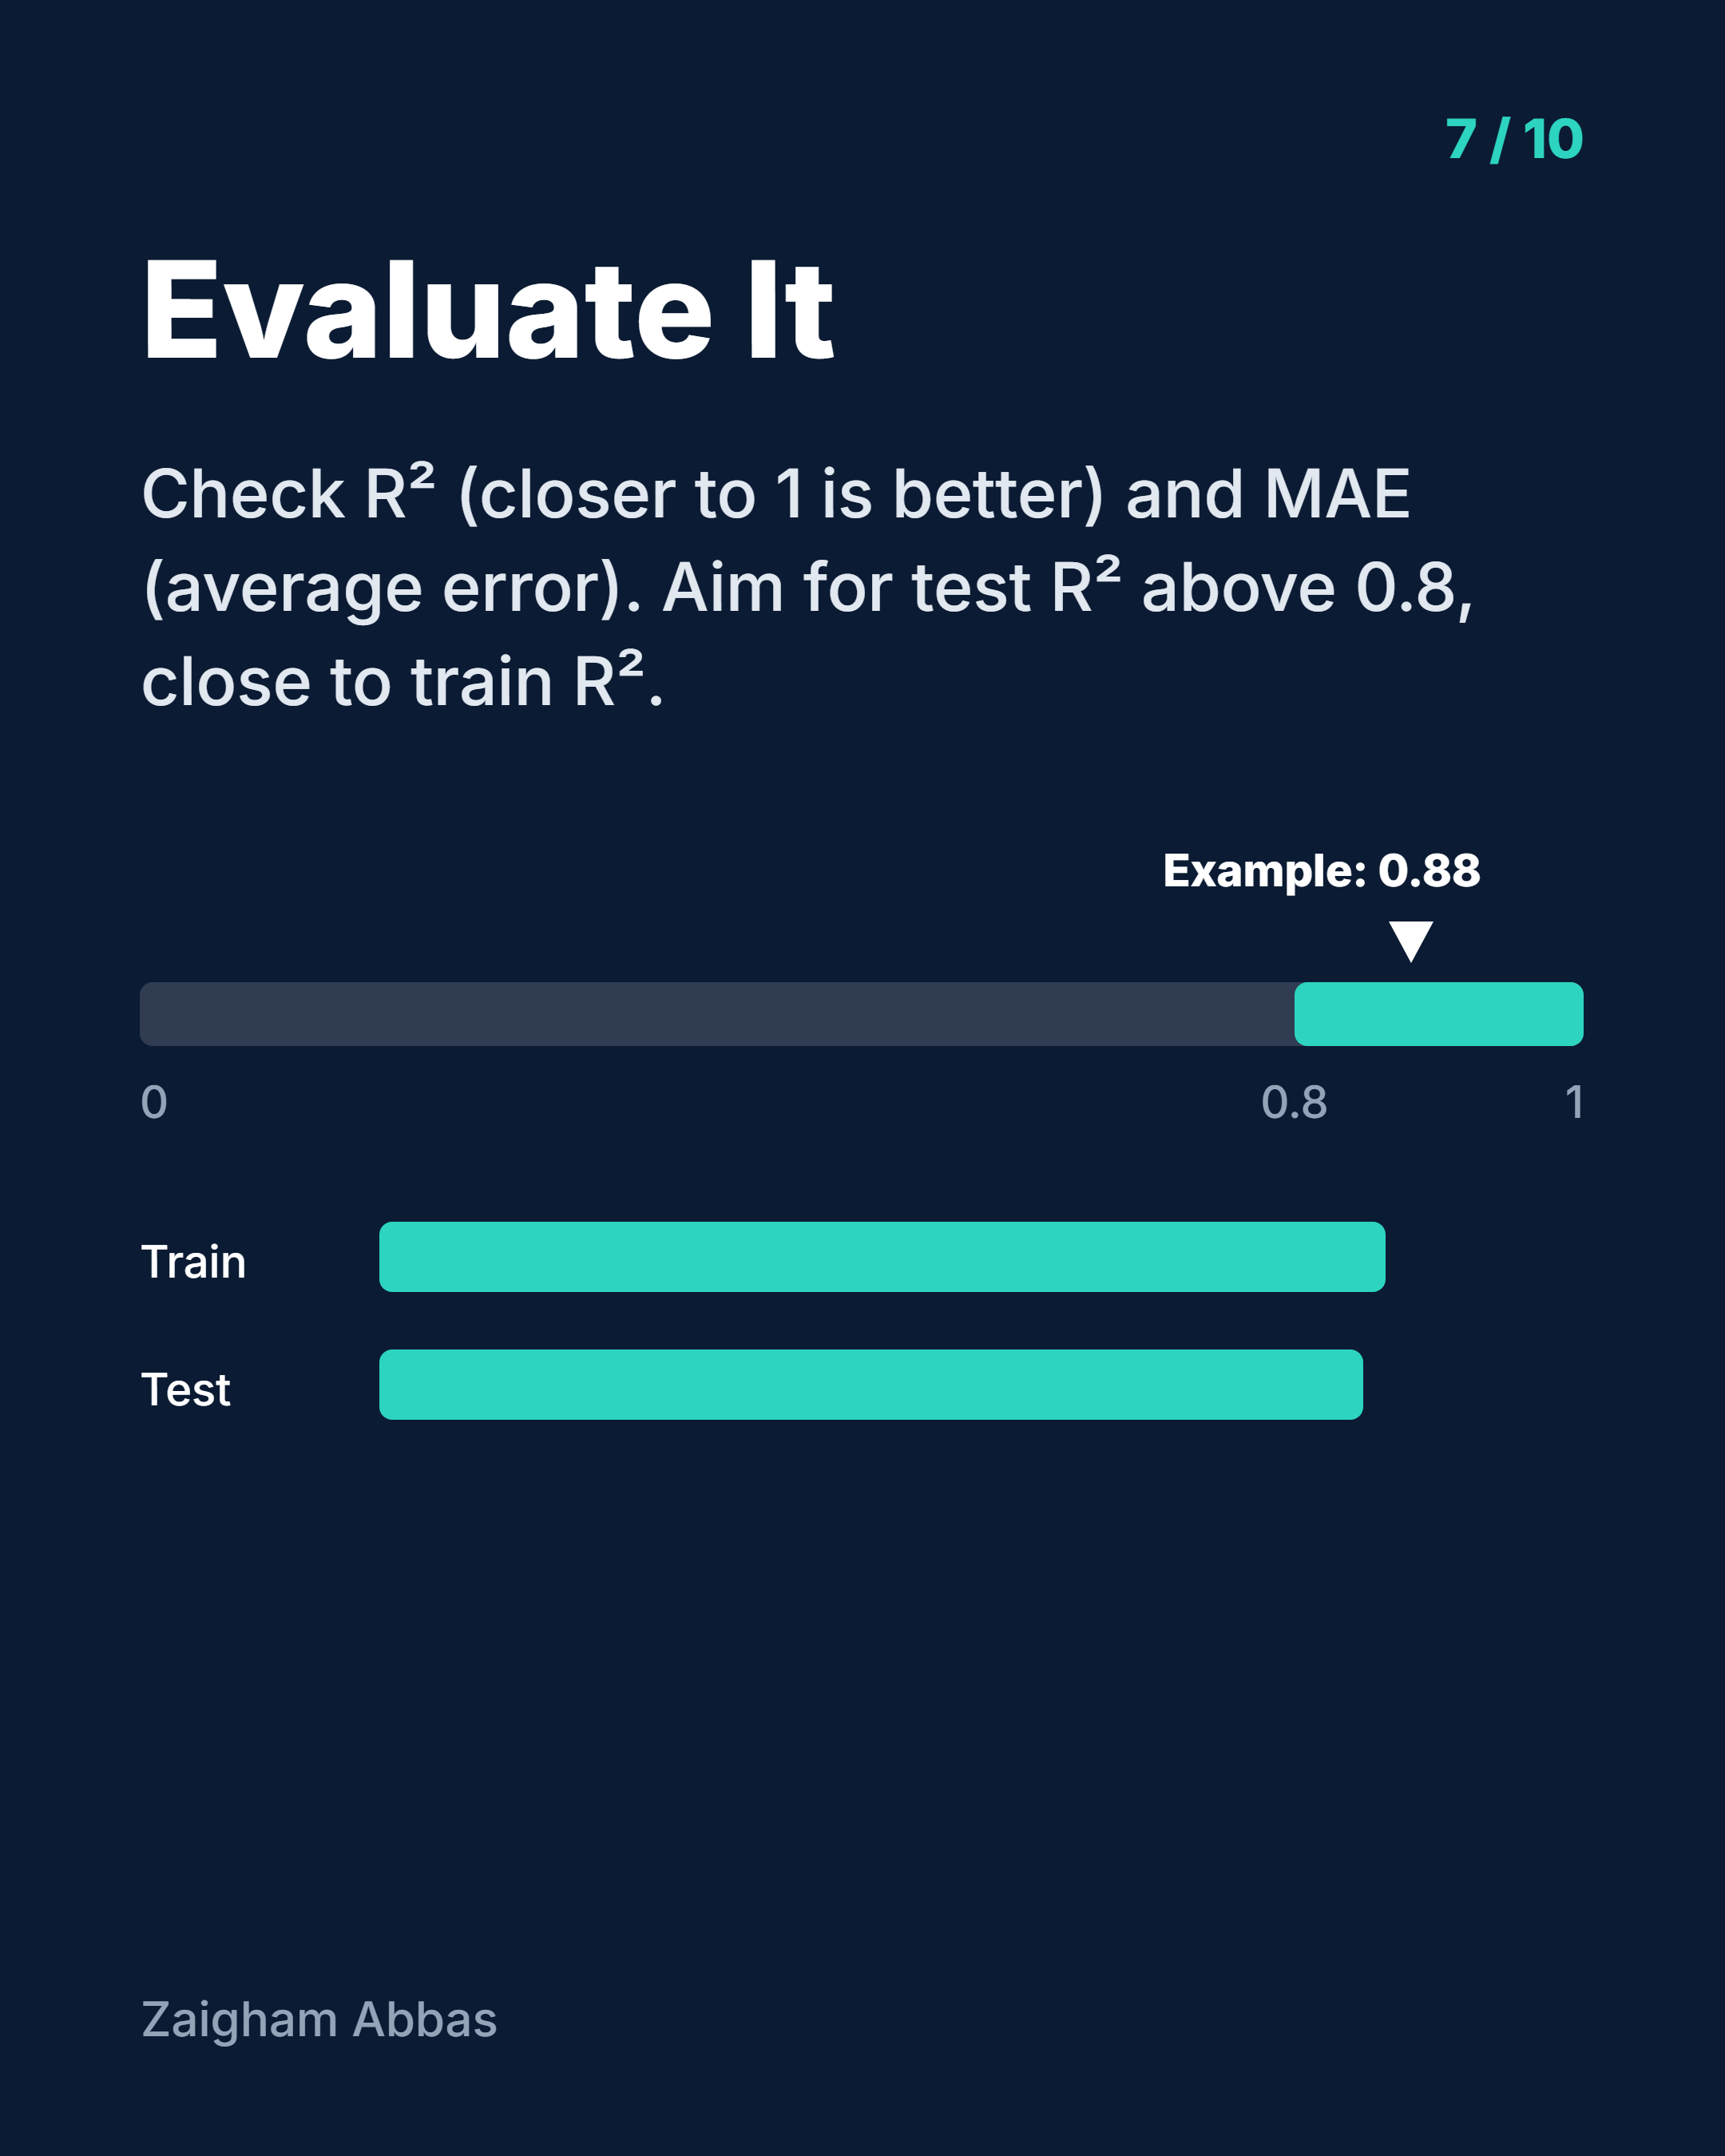 7 / 10
Evaluate It
Check R² (closer to 1 is better) and MAE
(average error). Aim for test R² above 0.8,
close to train R².
Example: 0.88
0 0.8 1
Train
Test
Zaigham Abbas